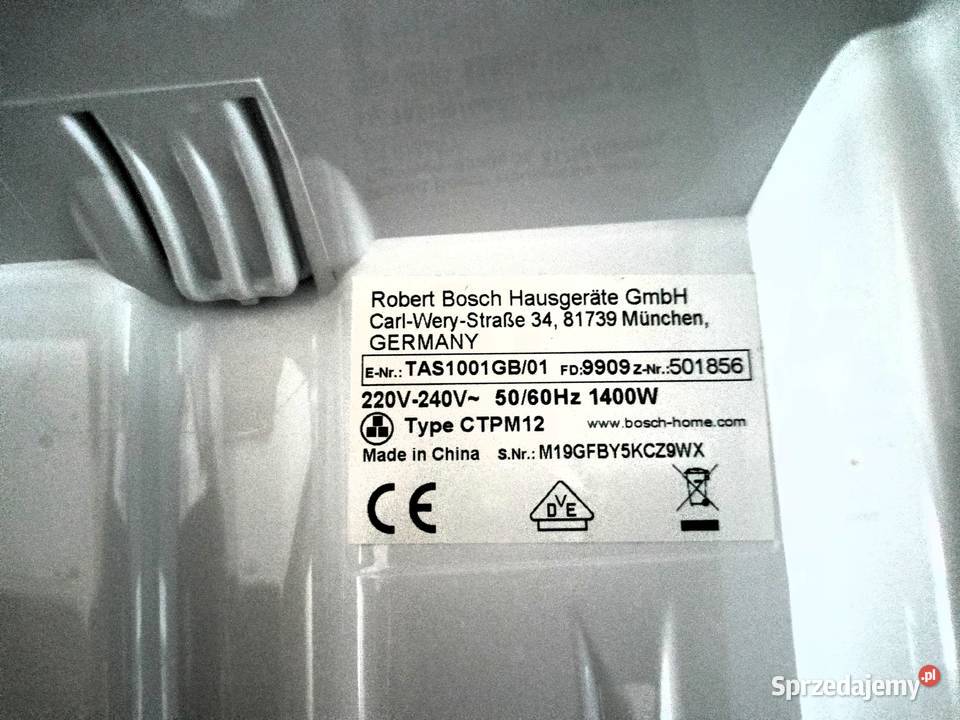 Robert Bosch Hausgeräte GmbH
Carl-Wery-Straße 34, 81739 München,
GERMANY
E-Nr.: TAS1001GB/01 FD:9909 Z-Nr.:501856
220V-240V~ 50/60Hz 1400W
Type CTPM12 www.bosch-home.com
Made in China S.Nr.: M19GFBY5KCZ9WX
CE DVE
Sprzedajemy.pl